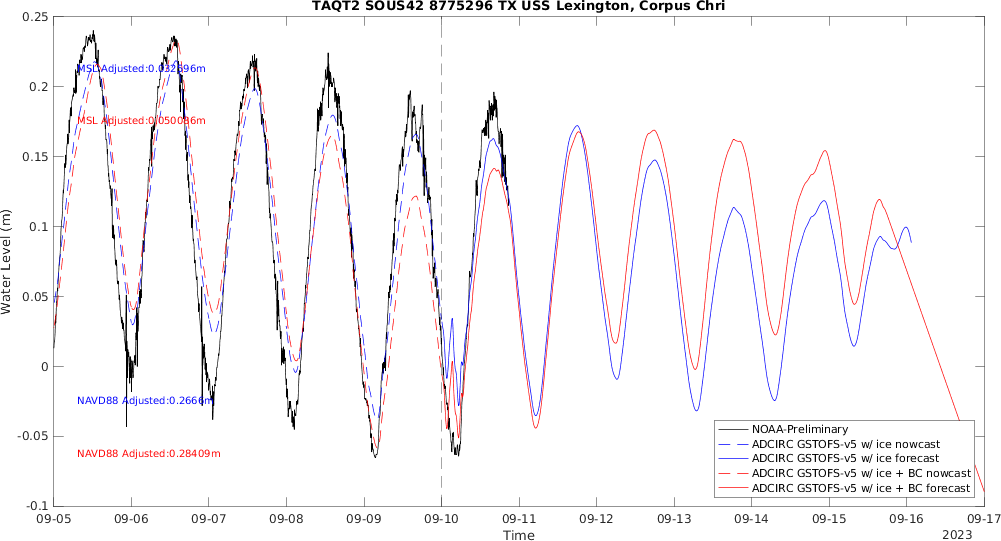 TAQT2 SOUS42 8775296 TX USS Lexington, Corpus Chri
0.25
0.2
0.15
0.1
0.05
0
-0.05
-0.1
Water Level (m)
MSL Adjusted:0.032696m
MSL Adjusted:0.050086m
NAVD88 Adjusted:0.2666m
NAVD88 Adjusted:0.28409m
NOAA-Preliminary
ADCIRC GSTOFS-v5 w/ ice nowcast
ADCIRC GSTOFS-v5 w/ ice forecast
ADCIRC GSTOFS-v5 w/ ice + BC nowcast
ADCIRC GSTOFS-v5 w/ ice + BC forecast
09-05 09-06 09-07 09-08 09-09 09-10 09-11 09-12 09-13 09-14 09-15 09-16 09-17
Time
2023